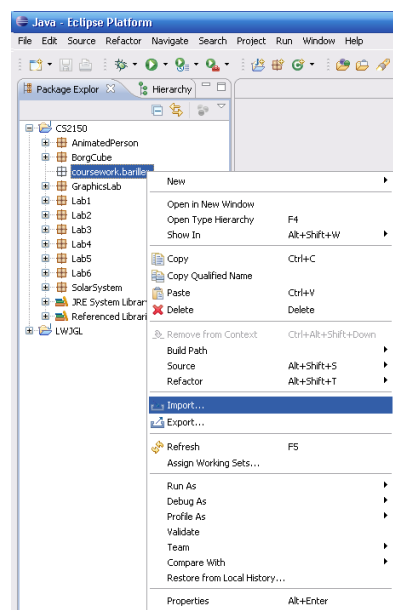 Java - Eclipse Platform
File Edit Source Refactor Navigate Search Project Run Window Help
Package Explor Hierarchy
CS2150
AnimatedPerson
BorgCube
coursework.barille
GraphicsLab
Lab1
Lab2
Lab3
Lab4
Lab5
Lab6
SolarSystem
JRE System Librar
Referenced Librari
LWJGL
New
Open in New Window
Open Type Hierarchy F4
Show In Alt+Shift+W
Copy Ctrl+C
Copy Qualified Name
Paste Ctrl+V
Delete Delete
Remove from Context Ctrl+Alt+Shift+Down
Build Path
Source Alt+Shift+S
Refactor Alt+Shift+T
Import...
Export...
Refresh F5
Assign Working Sets...
Run As
Debug As
Profile As
Validate
Team
Compare With
Restore from Local History...
Properties Alt+Enter